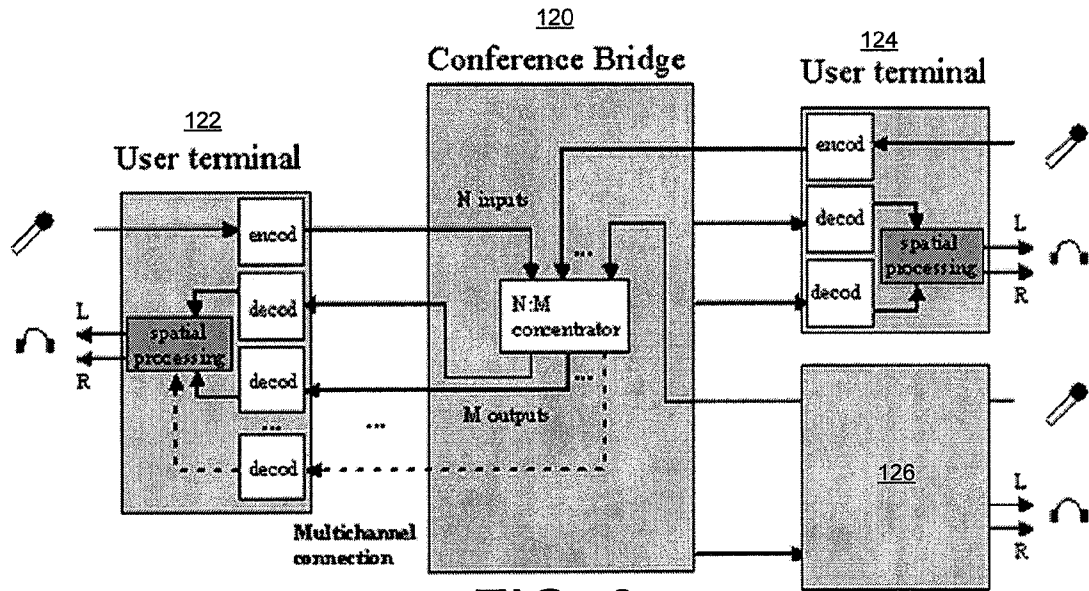 120
Conference Bridge
124
User terminal
122
User terminal
encod
decod
decod
spatial
processing
L
R
N inputs
...
N:M
concentrator
...
M outputs
...
encod
decod
decod
...
decod
spatial
processing
L
R
Multichannel
connection
126
L
R